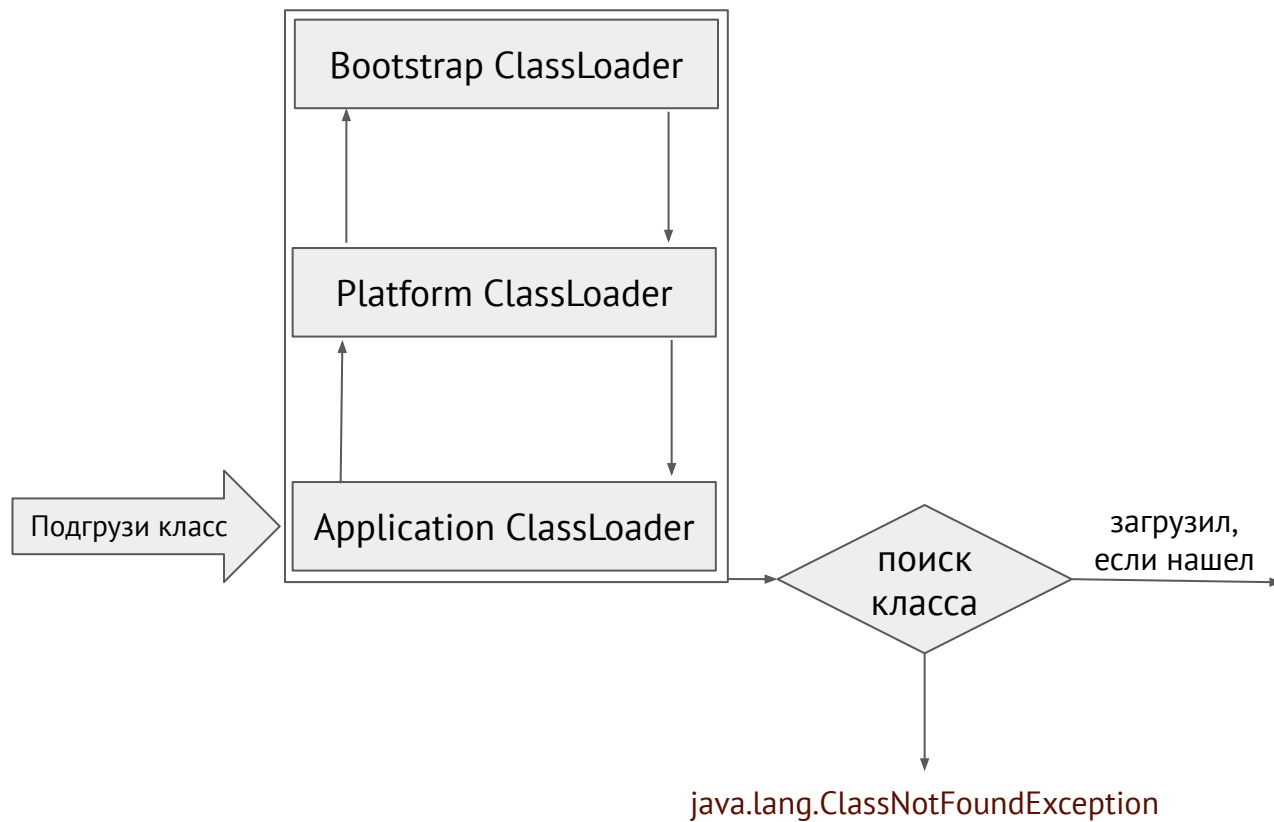 Bootstrap ClassLoader
Platform ClassLoader
Подгрузи класс
Application ClassLoader
поиск
класса
загрузил,
если нашел
java.lang.ClassNotFoundException